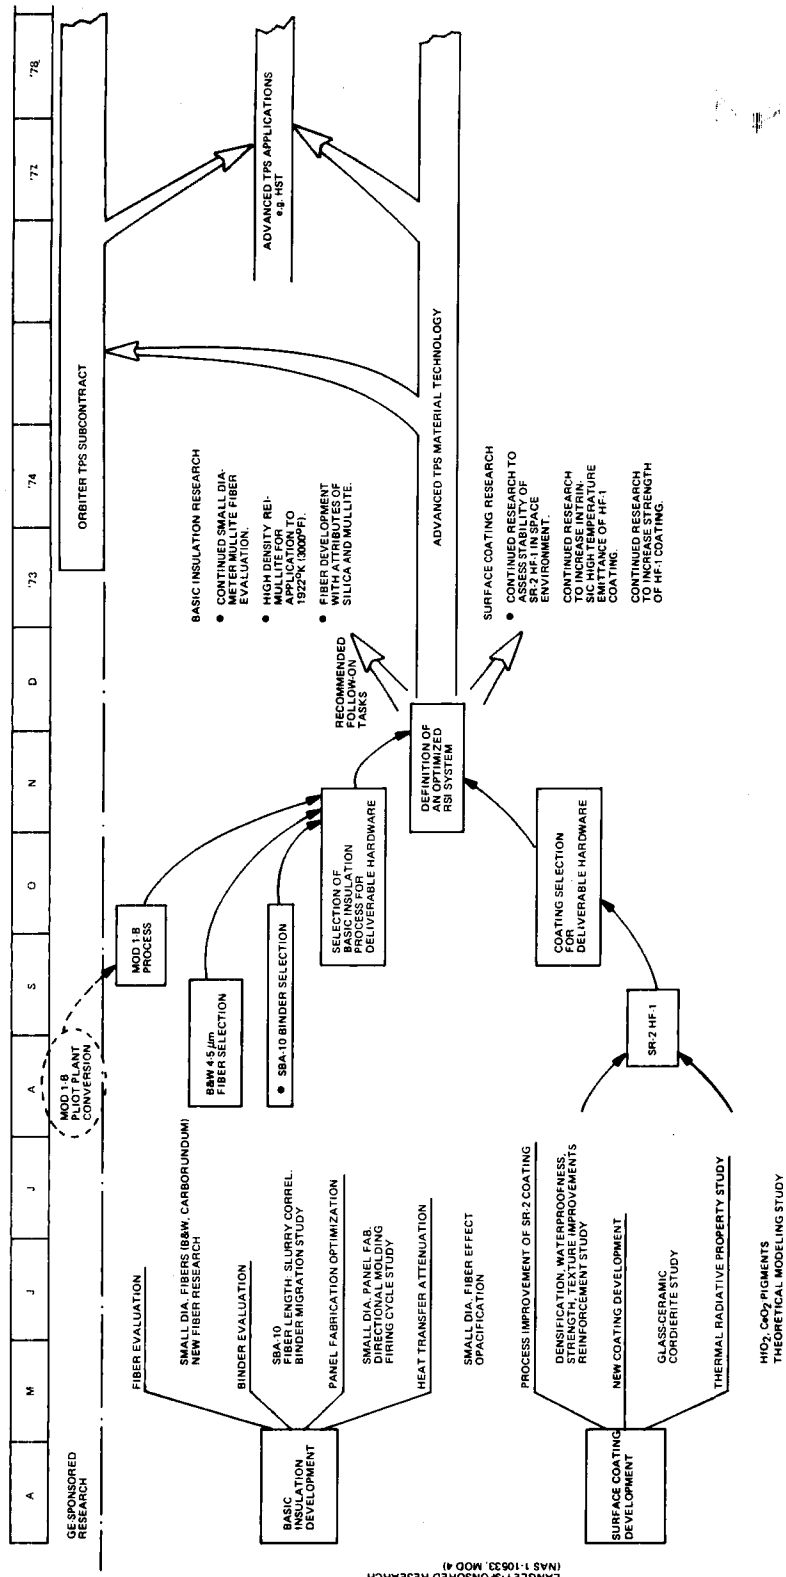 A
M
J
J
A
S
O
N
D
'73
'74
'77
'78
GE-SPONSORED
RESEARCH
MOD 1-B
PLIOT PLANT
CONVERSION
ORBITER TPS SUBCONTRACT
MOD 1-B
PROCESS
FIBER EVALUATION
SMALL DIA. FIBERS (B&W, CARBORUNDUM)
NEW FIBER RESEARCH
B&W 4-5 μm
FIBER SELECTION
BINDER EVALUATION
SBA-10
FIBER LENGTH: SLURRY CORREL.
BINDER MIGRATION STUDY
● SBA-10 BINDER SELECTION
BASIC
INSULATION
DEVELOPMENT
PANEL FABRICATION OPTIMIZATION
SMALL DIA. PANEL FAB.
DIRECTIONAL MOLDING
FIRING CYCLE STUDY
HEAT TRANSFER ATTENUATION
SMALL DIA. FIBER EFFECT
OPACIFICATION
SELECTION OF
BASIC INSULATION
PROCESS FOR
DELIVERABLE HARDWARE
RECOMMENDED
FOLLOW-ON
TASKS
BASIC INSULATION RESEARCH
● CONTINUED SMALL DIA-
METER MULLITE FIBER
EVALUATION.
● HIGH DENSITY REI-
MULLITE FOR
APPLICATION TO
1922°K (3000°F).
● FIBER DEVELOPMENT
WITH ATTRIBUTES OF
SILICA AND MULLITE.
ADVANCED TPS APPLICATIONS
e.g. HST
DEFINITION OF
AN OPTIMIZED
RSI SYSTEM
ADVANCED TPS MATERIAL TECHNOLOGY
SURFACE COATING RESEARCH
● CONTINUED RESEARCH TO
ASSESS STABILITY OF
SR-2 HF-1 IN SPACE
ENVIRONMENT.
CONTINUED RESEARCH
TO INCREASE INTRIN-
SIC HIGH TEMPERATURE
EMITTANCE OF HF-1
COATING.
CONTINUED RESEARCH
TO INCREASE STRENGTH
OF HF-1 COATING.
COATING SELECTION
FOR
DELIVERABLE HARDWARE
SR-2 HF-1
PROCESS IMPROVEMENT OF SR-2 COATING
DENSIFICATION, WATERPROOFNESS,
STRENGTH, TEXTURE IMPROVEMENTS
REINFORCEMENT STUDY
SURFACE COATING
DEVELOPMENT
NEW COATING DEVELOPMENT
GLASS-CERAMIC
CORDIERITE STUDY
THERMAL RADIATIVE PROPERTY STUDY
HfO2, CeO2 PIGMENTS
THEORETICAL MODELING STUDY
LANGLEY-SPONSORED RESEARCH
(NAS 1-10533, MOD 4)